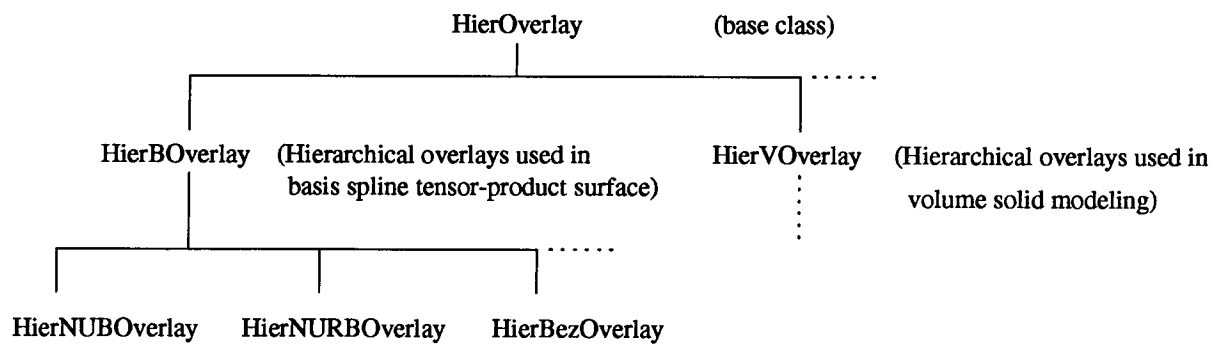 HierOverlay (base class)
HierBOverlay (Hierarchical overlays used in
basis spline tensor-product surface)
HierVOverlay (Hierarchical overlays used in
volume solid modeling)
HierNUBOverlay HierNURBOverlay HierBezOverlay